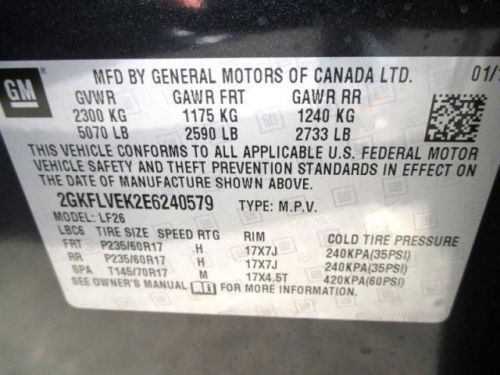 GM
MFD BY GENERAL MOTORS OF CANADA LTD. 01/
GVWR GAWR FRT GAWR RR
2300 KG 1175 KG 1240 KG
5070 LB 2590 LB 2733 LB
THIS VEHICLE CONFORMS TO ALL APPLICABLE U.S. FEDERAL MOTOR
VEHICLE SAFETY AND THEFT PREVENTION STANDARDS IN EFFECT ON
THE DATE OF MANUFACTURE SHOWN ABOVE.
2GKFLVEK2E6240579 TYPE: M.P.V.
MODEL: LF26
LBC6 TIRE SIZE SPEED RTG RIM COLD TIRE PRESSURE
FRT P235/60R17 H 17X7J 240KPA(35PSI)
RR P235/60R17 H 17X7J 240KPA(35PSI)
SPA T145/70R17 M 17X4.5T 420KPA(60PSI)
SEE OWNER'S MANUAL FOR MORE INFORMATION.